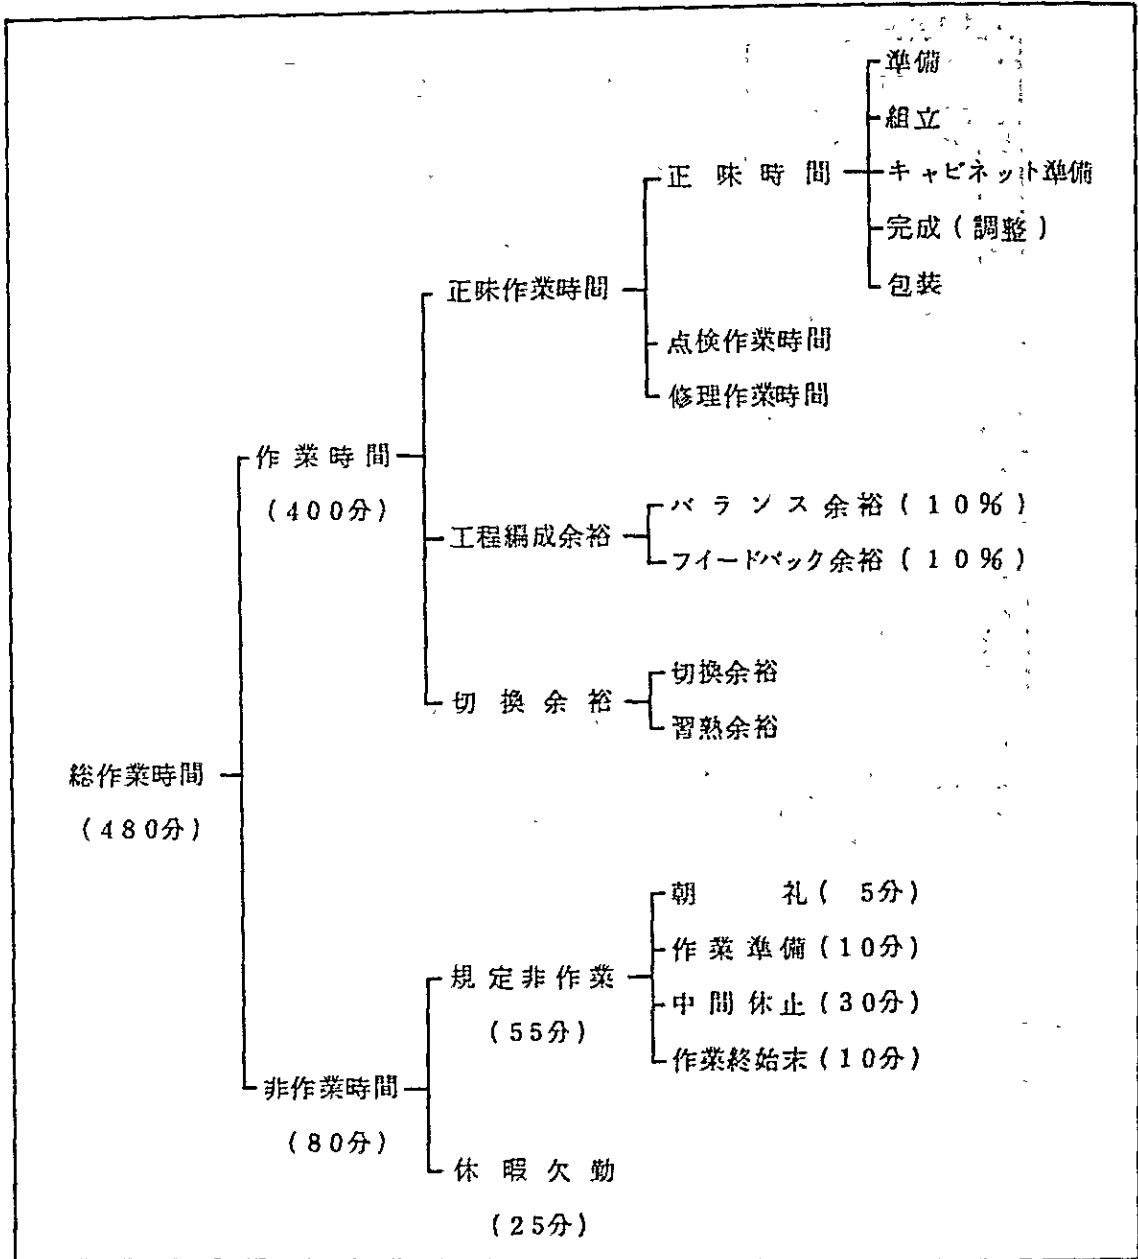 準備
組立
正味時間
キャビネット準備
完成(調整)
正味作業時間
包装
点検作業時間
修理作業時間
作業時間
(400分)
バランス余裕(10%)
工程編成余裕
フイードバック余裕(10%)
切換余裕
切換余裕
習熟余裕
総作業時間
(480分)
朝 礼( 5分)
作業準備(10分)
規定非作業
中間休止(30分)
(55分)
作業終始末(10分)
非作業時間
(80分)
休暇欠勤
(25分)